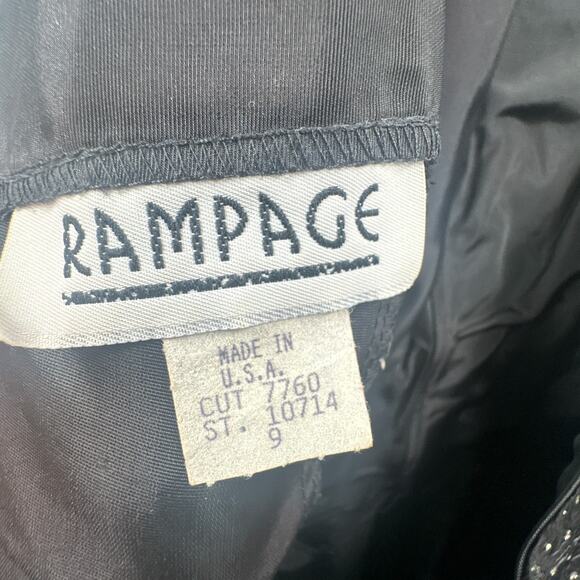 RAMPAGE
MADE IN
U.S.A.
CUT 7760
ST. 10714
9